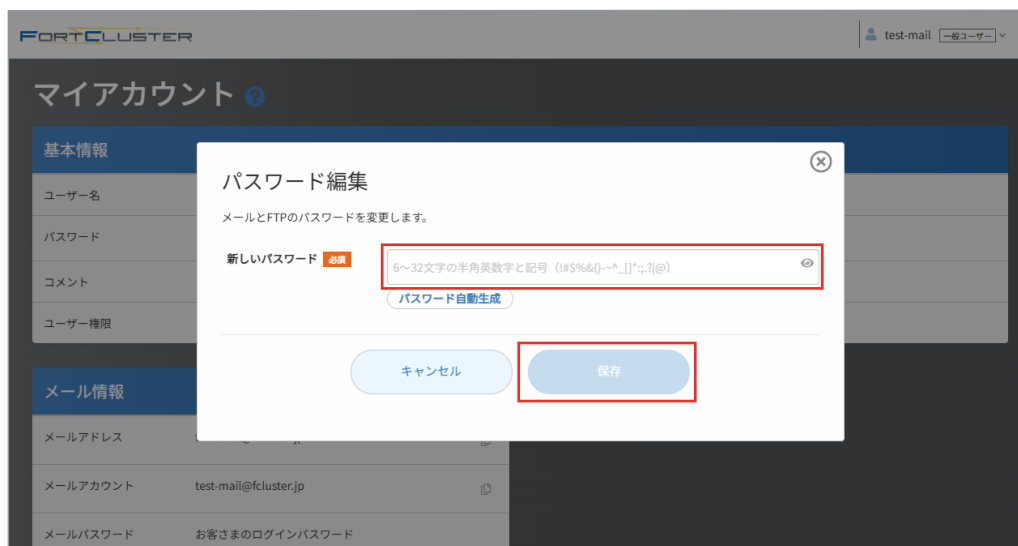 FORTCLUSTER
test-mail 一般ユーザー
マイアカウント
基本情報
ユーザー名
パスワード
コメント
ユーザー権限
パスワード編集
メールとFTPのパスワードを変更します。
新しいパスワード 必須
6〜32文字の半角英数字と記号（!#$%&()-~^_[]*:;.?|@）
パスワード自動生成
キャンセル
保存
メール情報
メールアドレス
メールアカウント test-mail@fcluster.jp
メールパスワード お客さまのログインパスワード